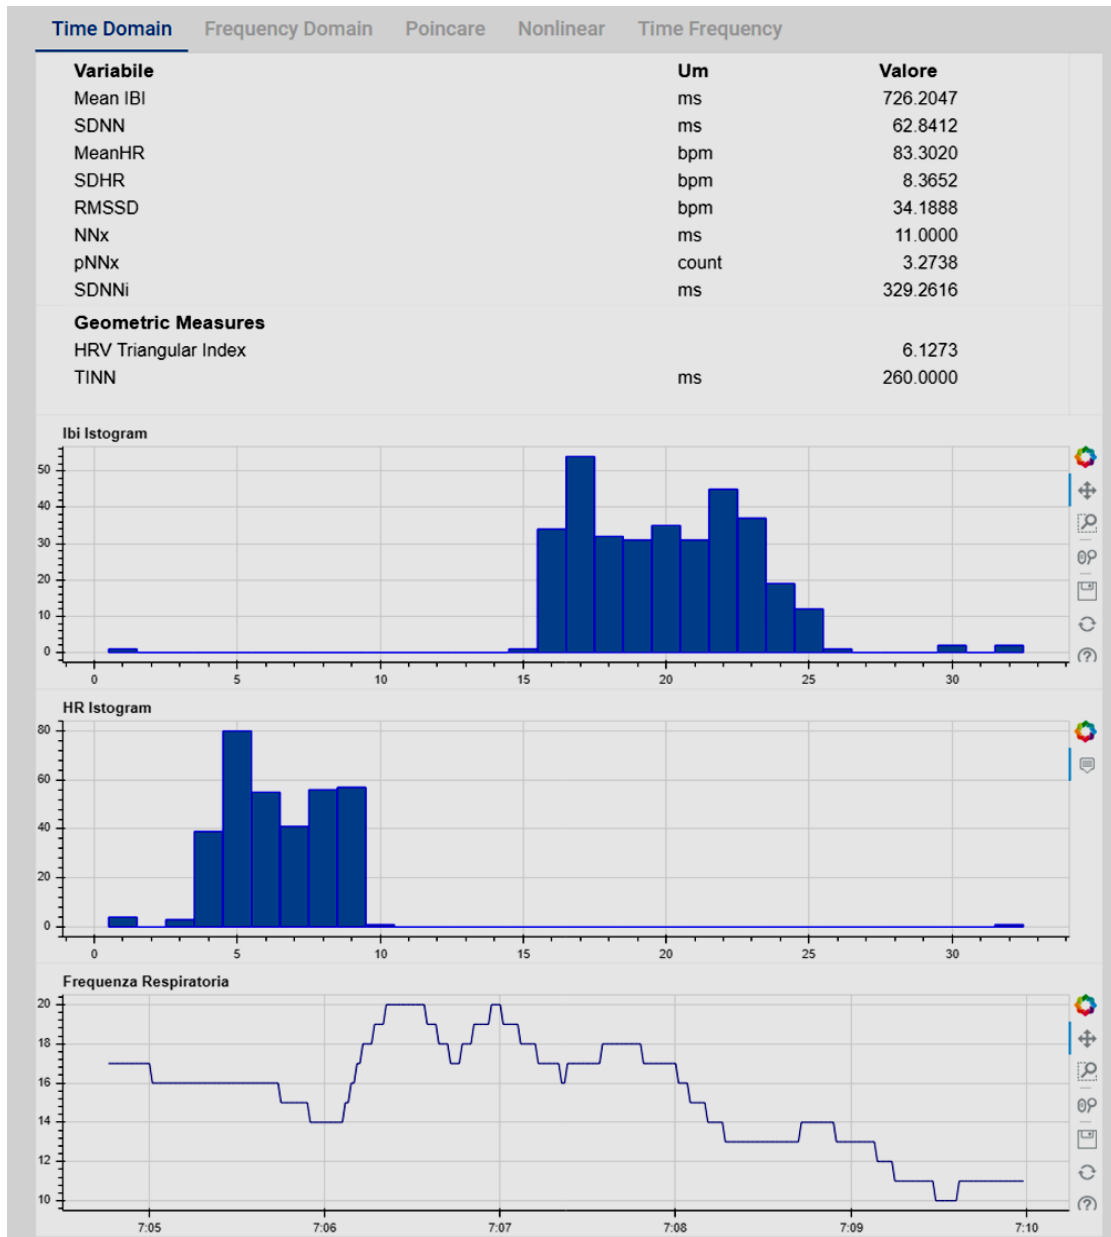 Time Domain Frequency Domain Poincare Nonlinear Time Frequency
Variabile Um Valore
Mean IBI ms 726.2047
SDNN ms 62.8412
MeanHR bpm 83.3020
SDHR bpm 8.3652
RMSSD bpm 34.1888
NNx ms 11.0000
pNNx count 3.2738
SDNNi ms 329.2616
Geometric Measures
HRV Triangular Index 6.1273
TINN ms 260.0000
Ibi Istogram
50
40
30
20
10
0
0 5 10 15 20 25 30
HR Istogram
80
60
40
20
0
0 5 10 15 20 25 30
Frequenza Respiratoria
20
18
16
14
12
10
7:05 7:06 7:07 7:08 7:09 7:10